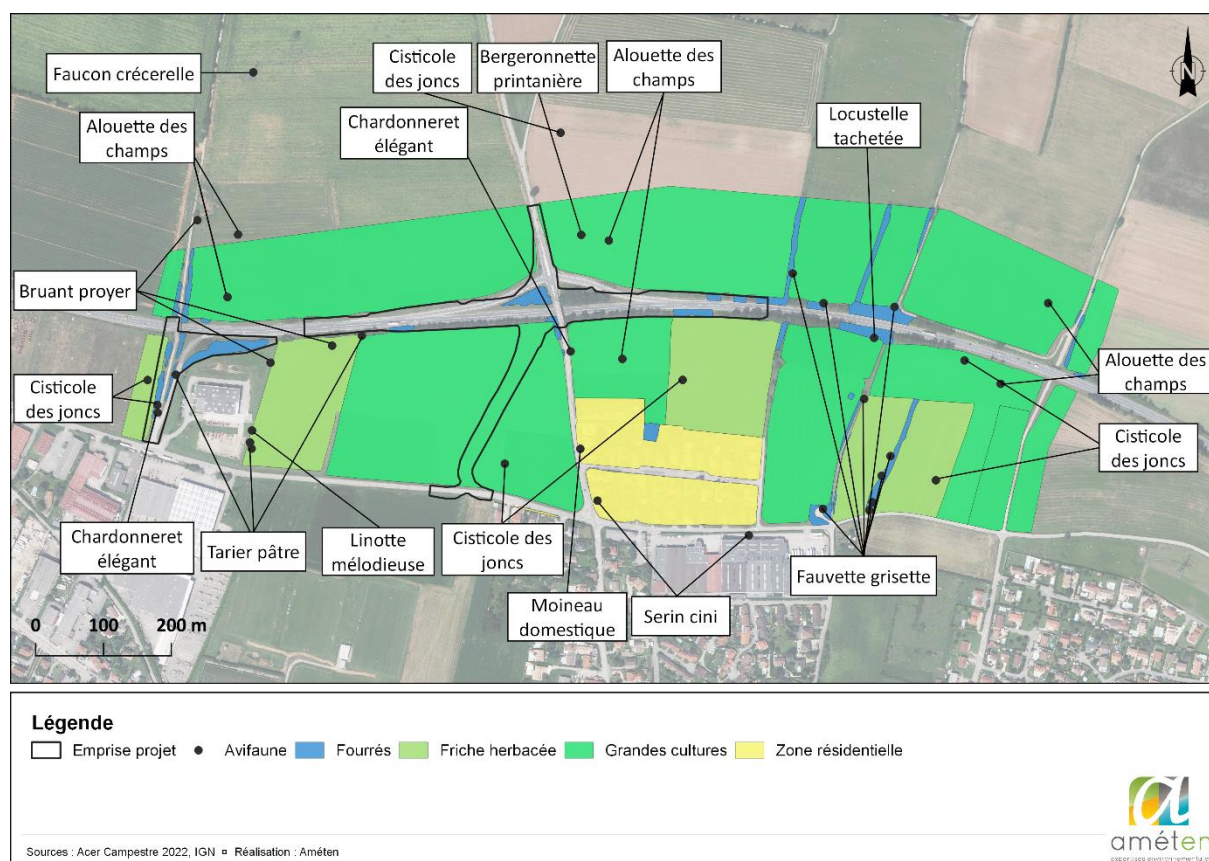 Cisticole
des joncs
Bergeronnette
printanière
Alouette des
champs
Faucon crécerelle
N
Locustelle
tachetée
Chardonneret
élégant
Alouette des
champs
Bruant proyer
Alouette des
champs
Cisticole
des joncs
Cisticole
des joncs
Chardonneret
élégant
Tarier pâtre
Linotte
mélodieuse
Cisticole des
joncs
Moineau
domestique
Serin cini
Fauvette grisette
0 100 200 m
Légende
Emprise projet Avifaune Fourrés Friche herbacée Grandes cultures Zone résidentielle
améten
expertises environnementales
Sources : Acer Campestre 2022, IGN ¤ Réalisation : Améten